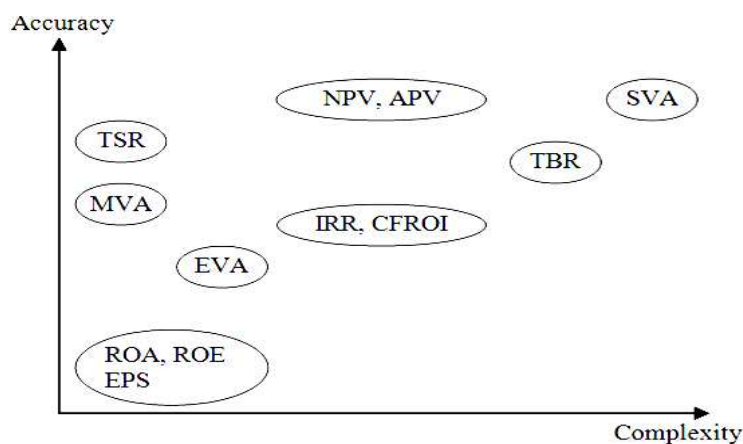 Accuracy
NPV, APV
SVA
TSR
TBR
MVA
IRR, CFROI
EVA
ROA, ROE
EPS
Complexity